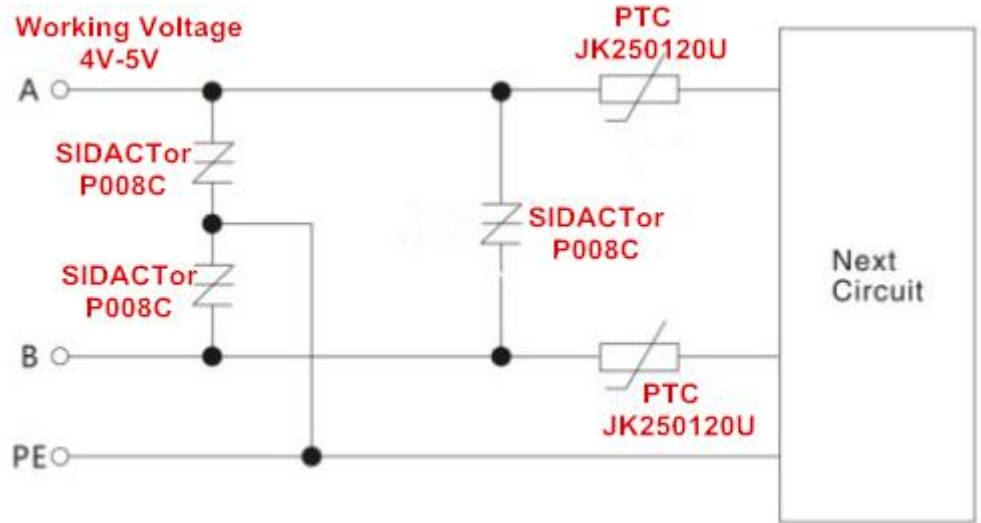 Working Voltage
4V-5V
PTC
JK250120U
A
SIDACTor
P008C
SIDACTor
P008C
SIDACTor
P008C
Next
Circuit
B
PTC
JK250120U
PE